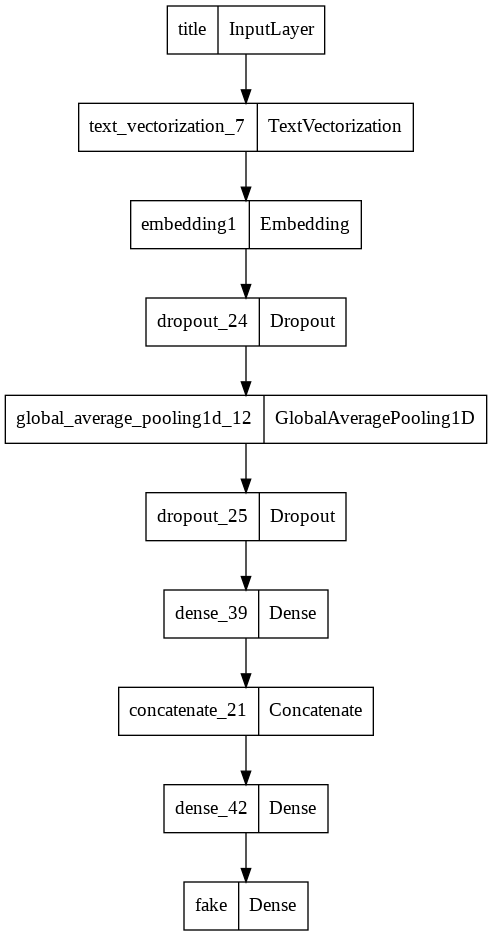 title InputLayer
text_vectorization_7 TextVectorization
embedding1 Embedding
dropout_24 Dropout
global_average_pooling1d_12 GlobalAveragePooling1D
dropout_25 Dropout
dense_39 Dense
concatenate_21 Concatenate
dense_42 Dense
fake Dense